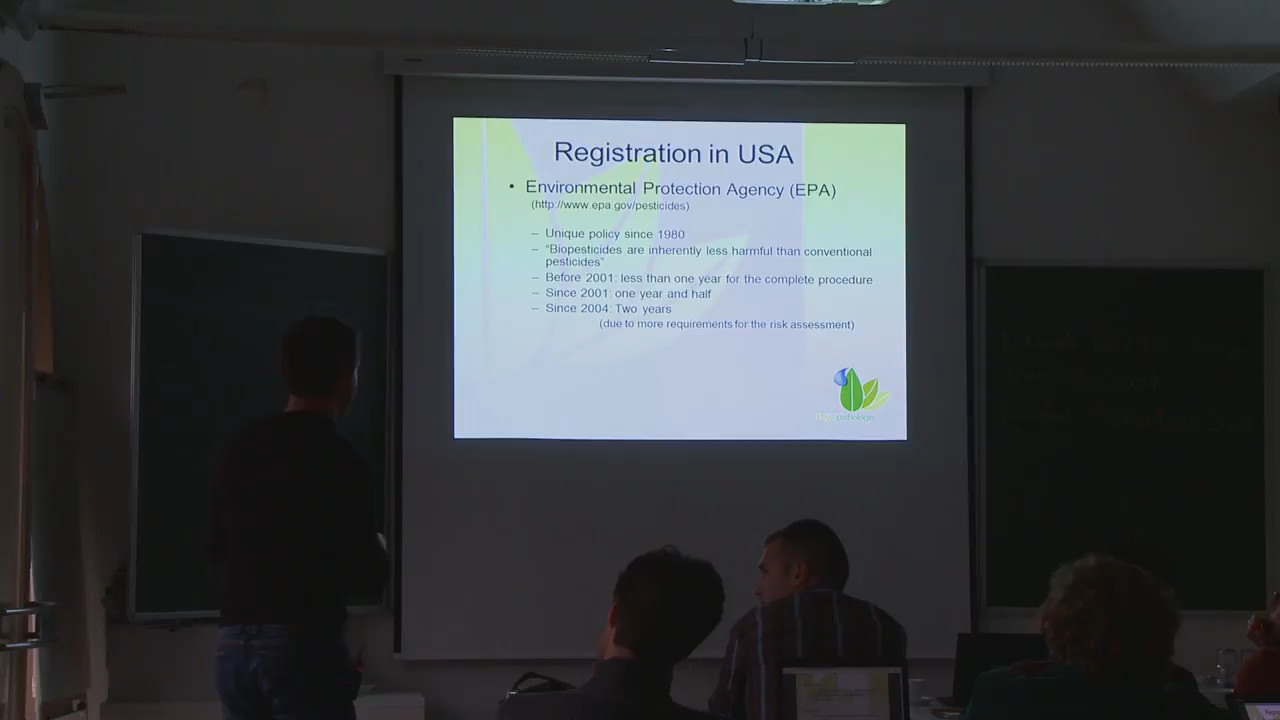 Registration in USA
• Environmental Protection Agency (EPA)
(http://www.epa.gov/pesticides)
– Unique policy since 1980
– “Biopesticides are inherently less harmful than conventional
pesticides”
– Before 2001: less than one year for the complete procedure
– Since 2001: one year and half
– Since 2004: Two years
(due to more requirements for the risk assessment)